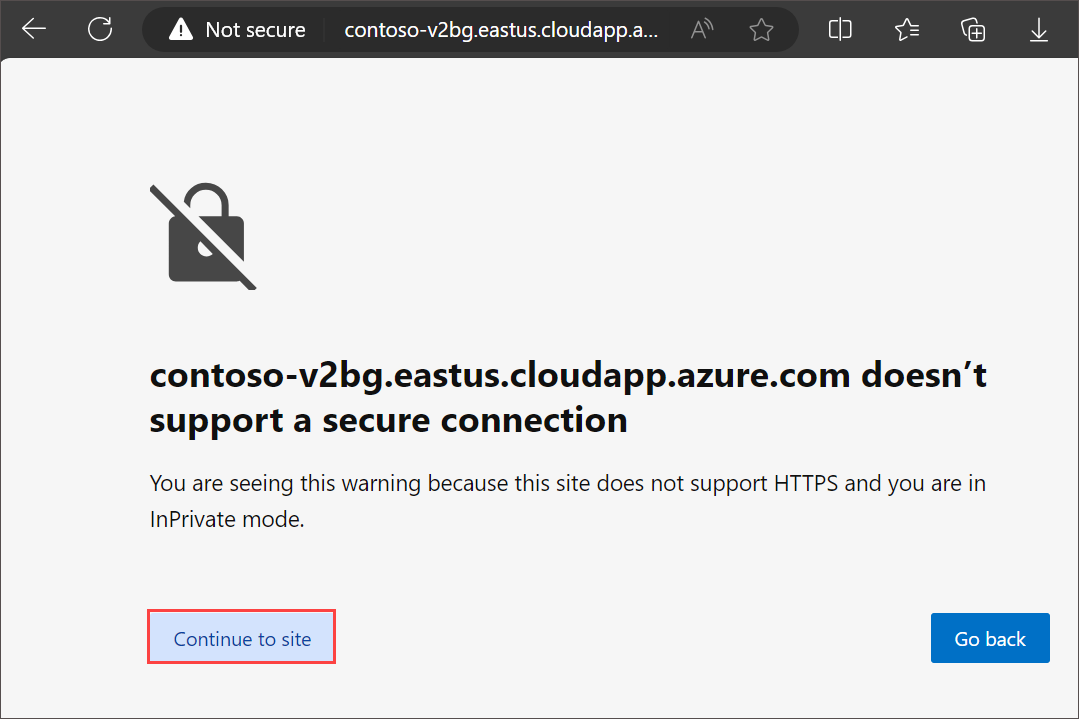 Not secure
contoso-v2bg.eastus.cloudapp.a...
contoso-v2bg.eastus.cloudapp.azure.com doesn’t
support a secure connection
You are seeing this warning because this site does not support HTTPS and you are in
InPrivate mode.
Continue to site
Go back